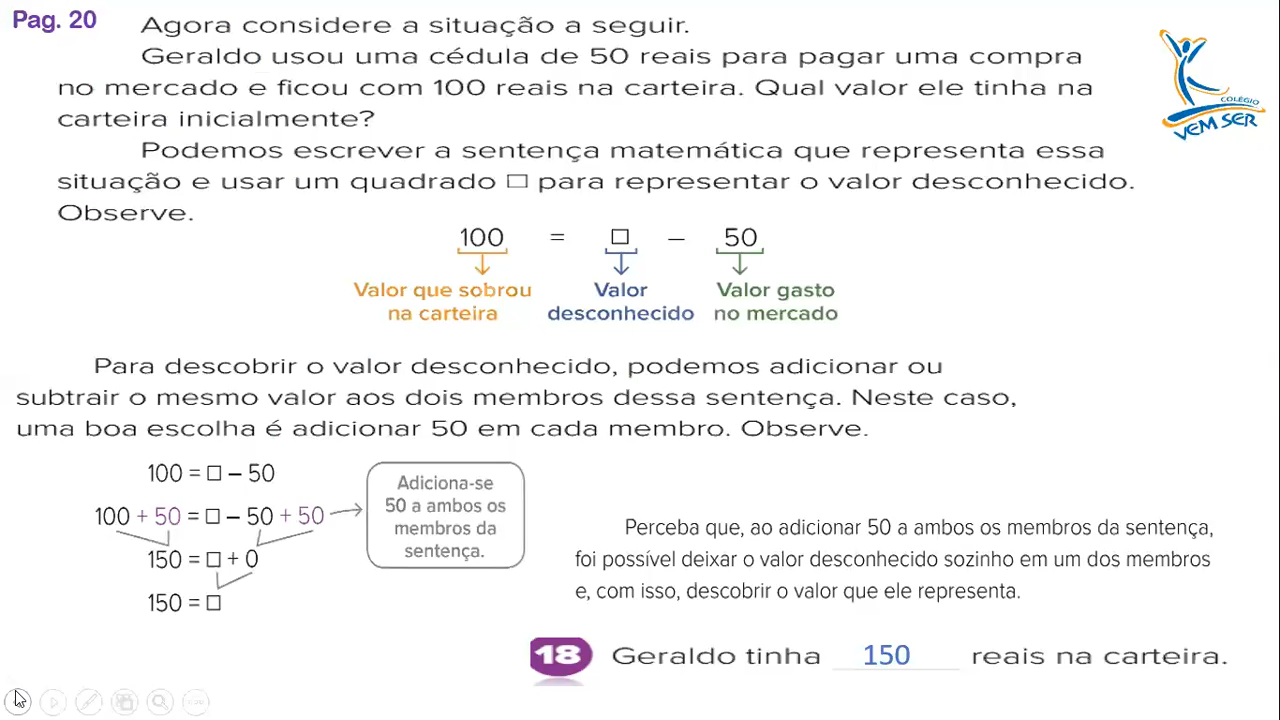 Pag. 20
Agora considere a situação a seguir.
Geraldo usou uma cédula de 50 reais para pagar uma compra
no mercado e ficou com 100 reais na carteira. Qual valor ele tinha na
carteira inicialmente?
COLÉGIO
VEM SER
Podemos escrever a sentença matemática que representa essa
situação e usar um quadrado □ para representar o valor desconhecido.
Observe.
100 = □ – 50
Valor que sobrou
na carteira
Valor
desconhecido
Valor gasto
no mercado
Para descobrir o valor desconhecido, podemos adicionar ou
subtrair o mesmo valor aos dois membros dessa sentença. Neste caso,
uma boa escolha é adicionar 50 em cada membro. Observe.
100 = □ – 50
100 + 50 = □ – 50 + 50
150 = □ + 0
150 = □
Adiciona-se
50 a ambos os
membros da
sentença.
Perceba que, ao adicionar 50 a ambos os membros da sentença,
foi possível deixar o valor desconhecido sozinho em um dos membros
e, com isso, descobrir o valor que ele representa.
18 Geraldo tinha 150 reais na carteira.